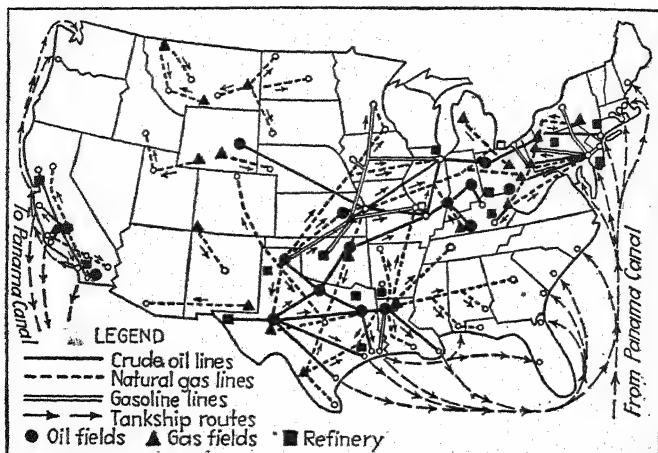 To Panama Canal
From Panama Canal
LEGEND
Crude oil lines
Natural gas lines
Gasoline lines
Tankship routes
Oil fields Gas fields Refinery